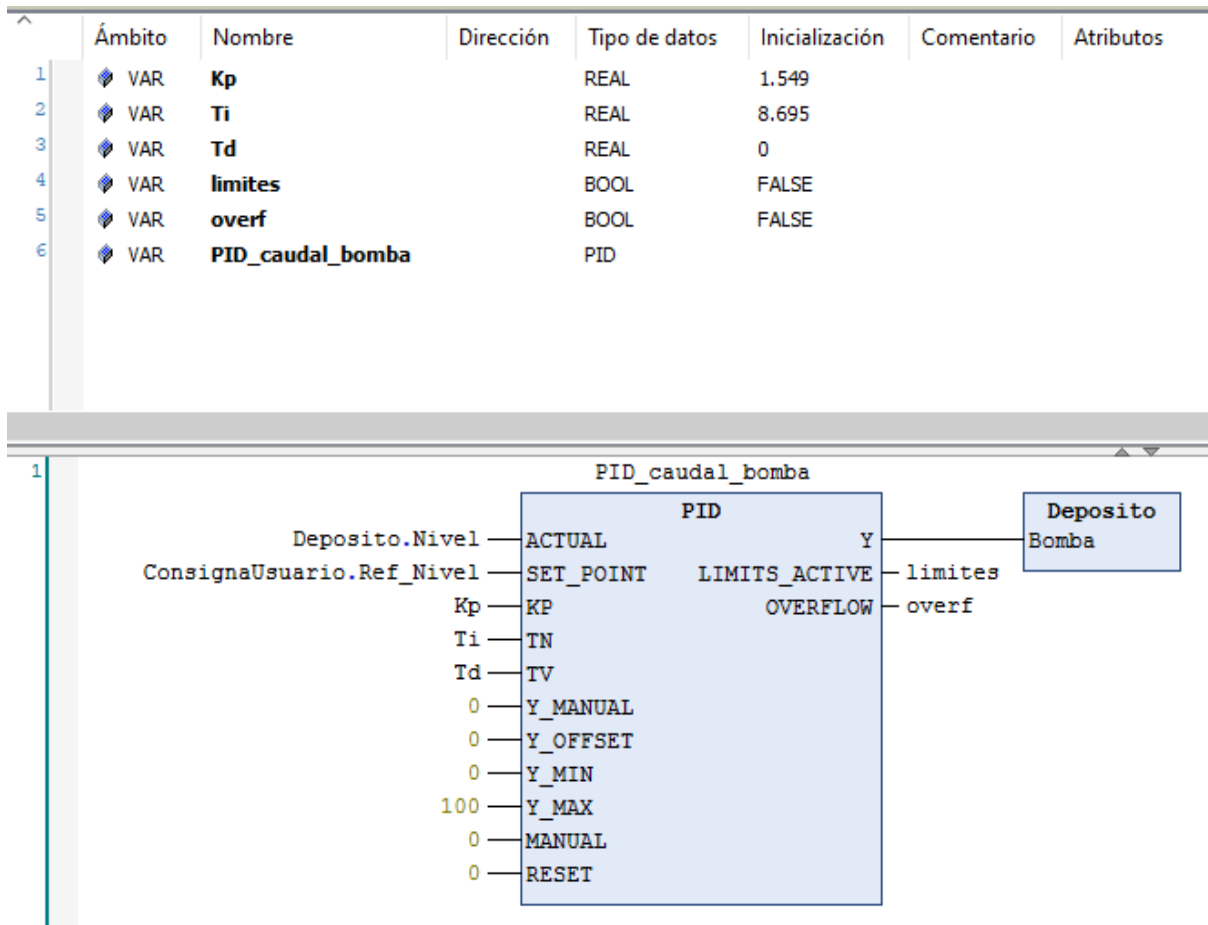 Ámbito Nombre Dirección Tipo de datos Inicialización Comentario Atributos
1 VAR Kp REAL 1.549
2 VAR Ti REAL 8.695
3 VAR Td REAL 0
4 VAR limites BOOL FALSE
5 VAR overf BOOL FALSE
6 VAR PID_caudal_bomba PID
1 PID_caudal_bomba
PID Deposito
Deposito.Nivel ACTUAL Y Bomba
ConsignaUsuario.Ref_Nivel SET_POINT LIMITS_ACTIVE limites
Kp KP OVERFLOW overf
Ti TN
Td TV
0 Y_MANUAL
0 Y_OFFSET
0 Y_MIN
100 Y_MAX
0 MANUAL
0 RESET